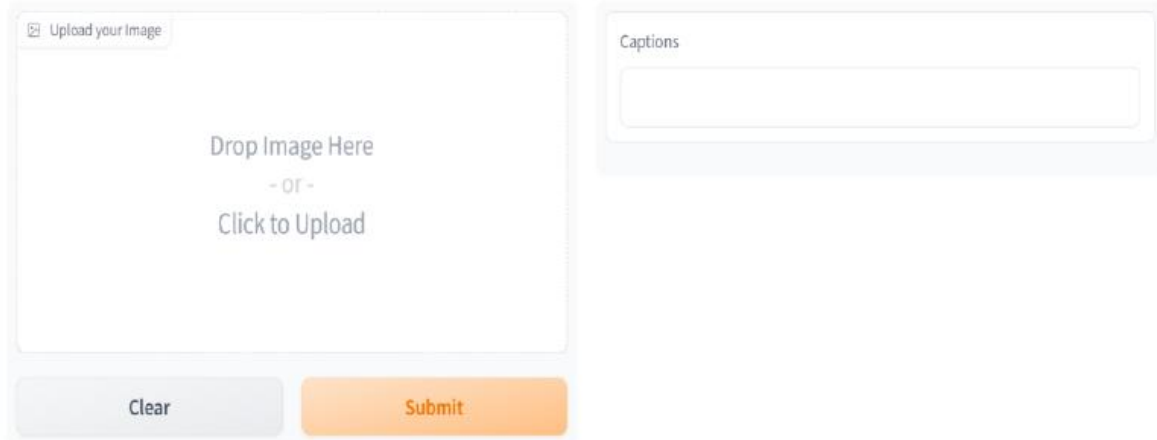 Upload your Image
Drop Image Here
- or -
Click to Upload
Clear
Submit
Captions